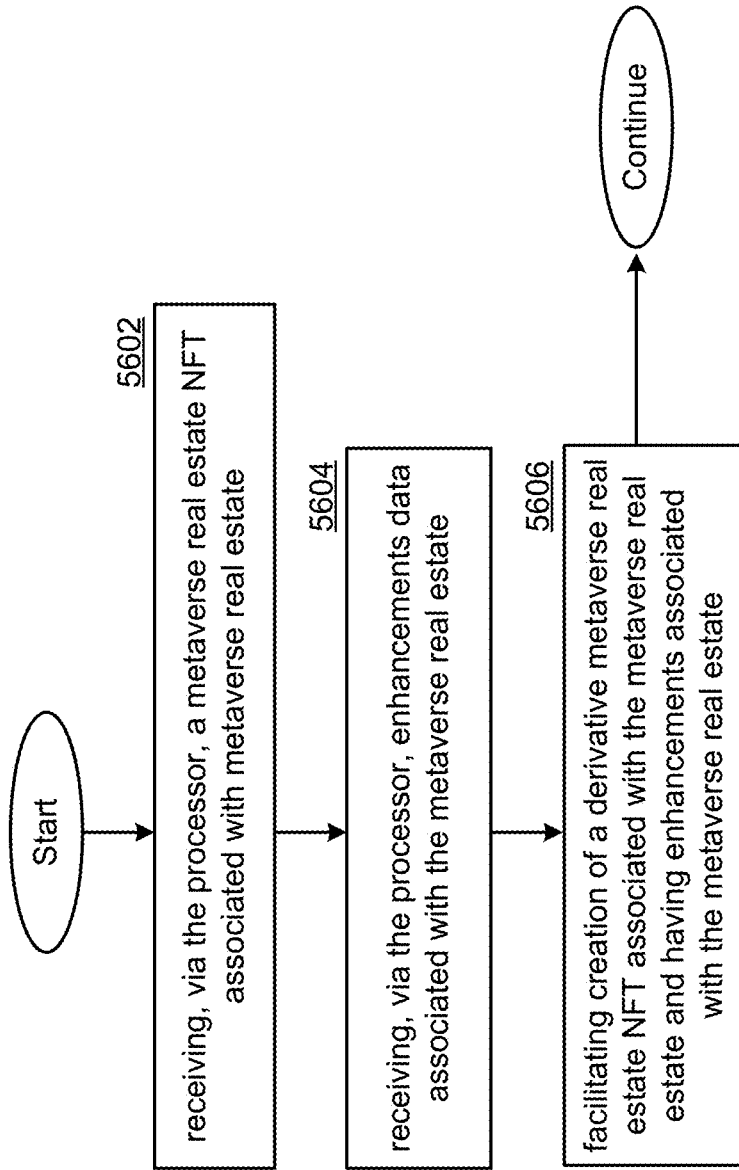 Start
5602
receiving, via the processor, a metaverse real estate NFT
associated with metaverse real estate
5604
receiving, via the processor, enhancements data
associated with the metaverse real estate
5606
facilitating creation of a derivative metaverse real
estate NFT associated with the metaverse real
estate and having enhancements associated
with the metaverse real estate
Continue